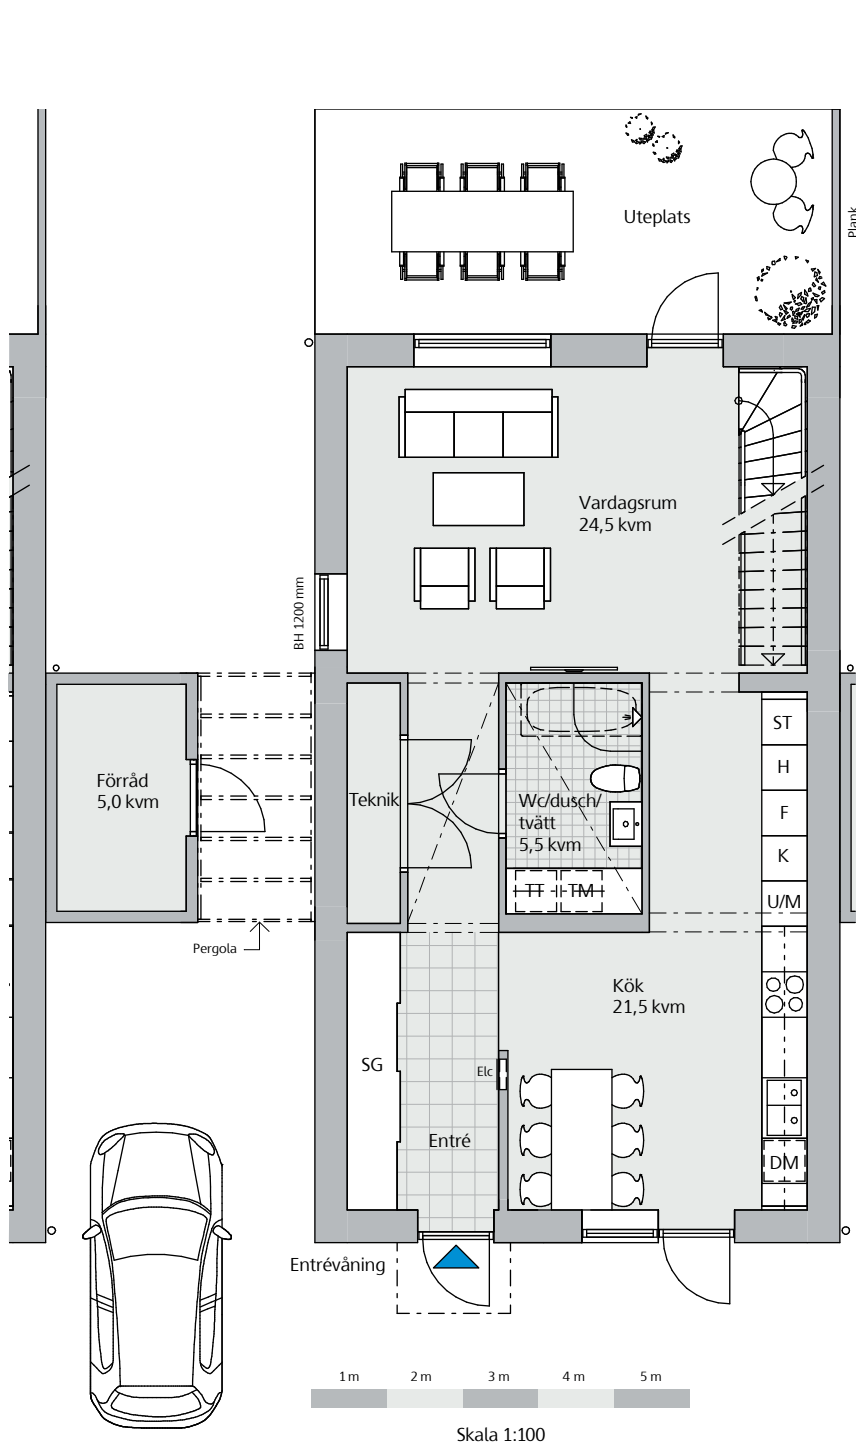 Uteplats
Plank
Vardagsrum
24,5 kvm
BH 1200 mm
ST
Förråd
5,0 kvm
H
Teknik
Wc/dusch/
tvätt
5,5 kvm
F
K
TT
TM
U/M
Pergola
Kök
21,5 kvm
SG
Elc
Entré
DM
Entrévåning
1 m
2 m
3 m
4 m
5 m
Skala 1:100